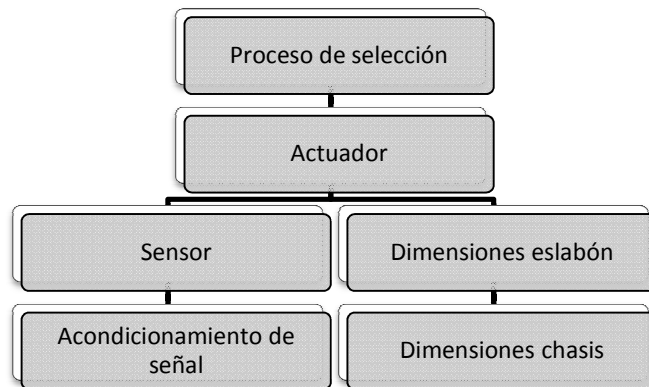 Proceso de selección
Actuador
Sensor
Dimensiones eslabón
Acondicionamiento de
señal
Dimensiones chasis